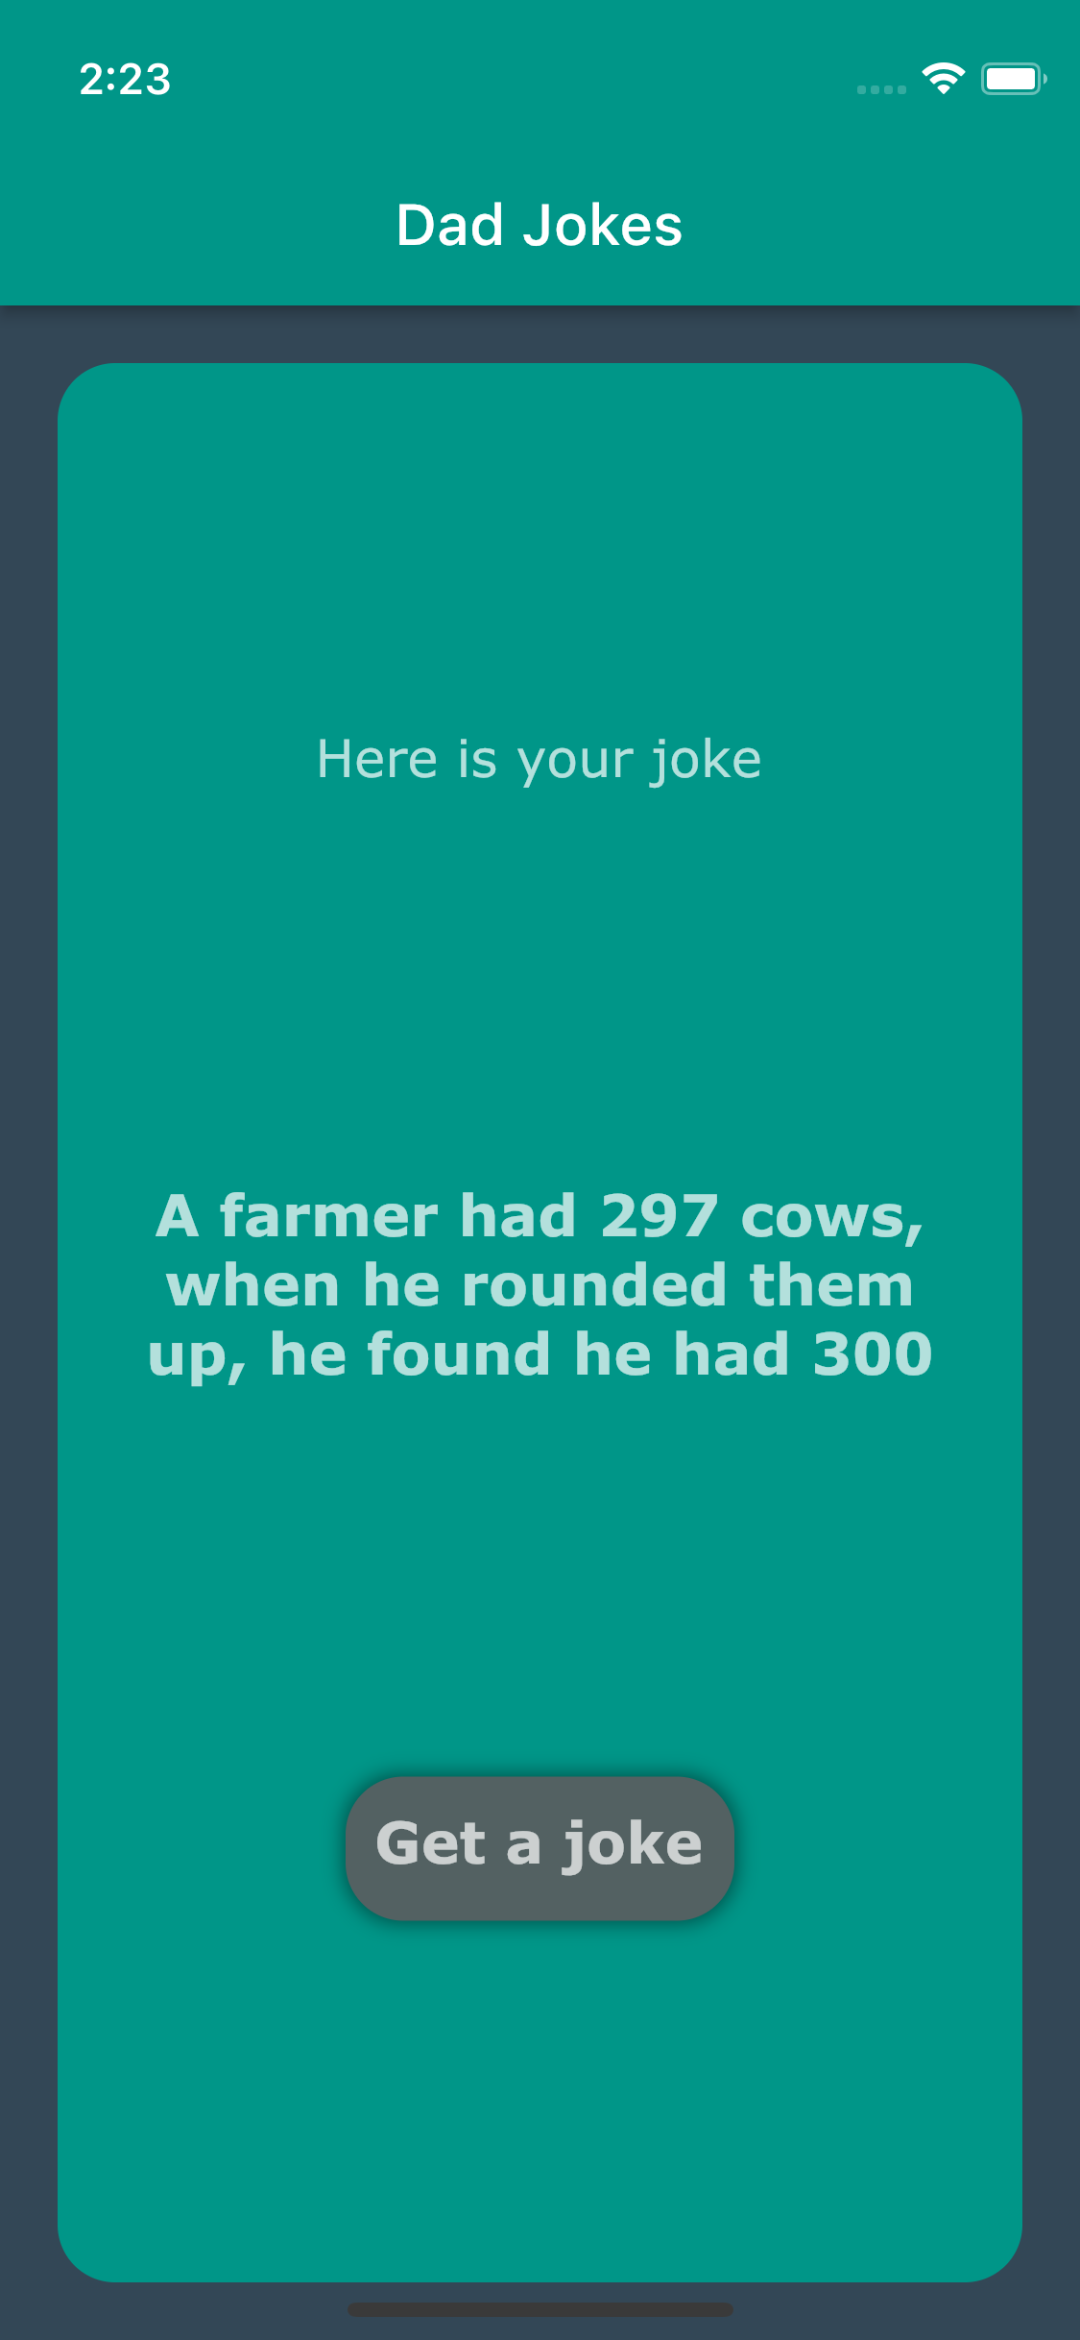 2:23
Dad Jokes
Here is your joke
A farmer had 297 cows,
when he rounded them
up, he found he had 300
Get a joke